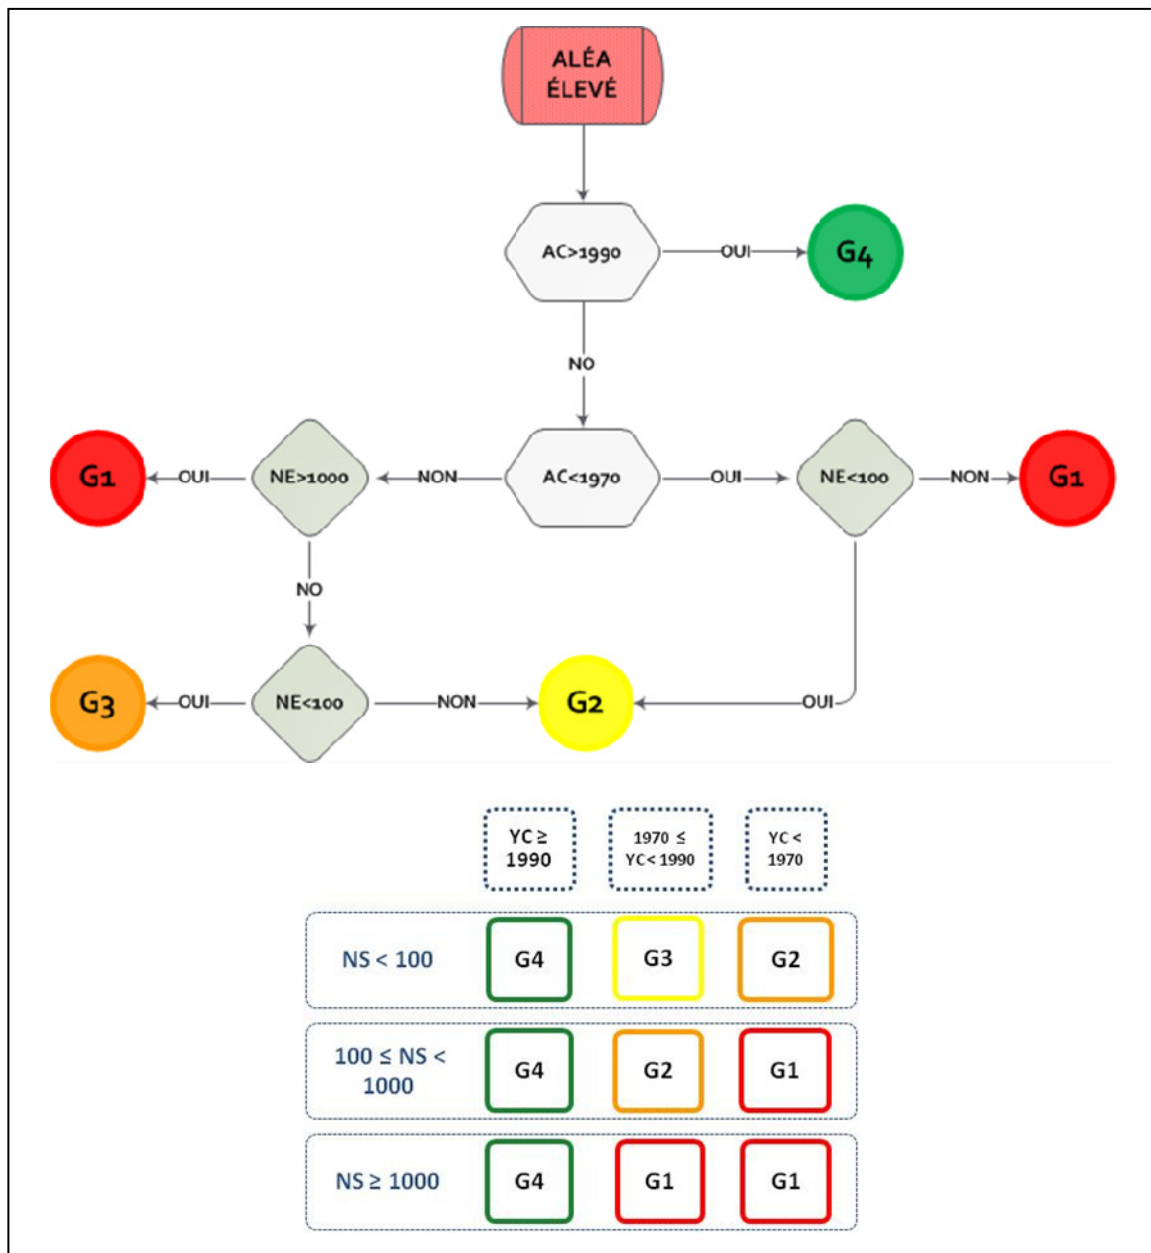 ALÉA
ÉLEVÉ
AC>1990
OUI
G4
NO
G1
OUI
NE>1000
NON
AC<1970
OUI
NE<100
NON
G1
NO
G3
OUI
NE<100
NON
G2
OUI
YC ≥
1990
1970 ≤
YC< 1990
YC <
1970
NS < 100
G4
G3
G2
100 ≤ NS <
1000
G4
G2
G1
NS ≥ 1000
G4
G1
G1